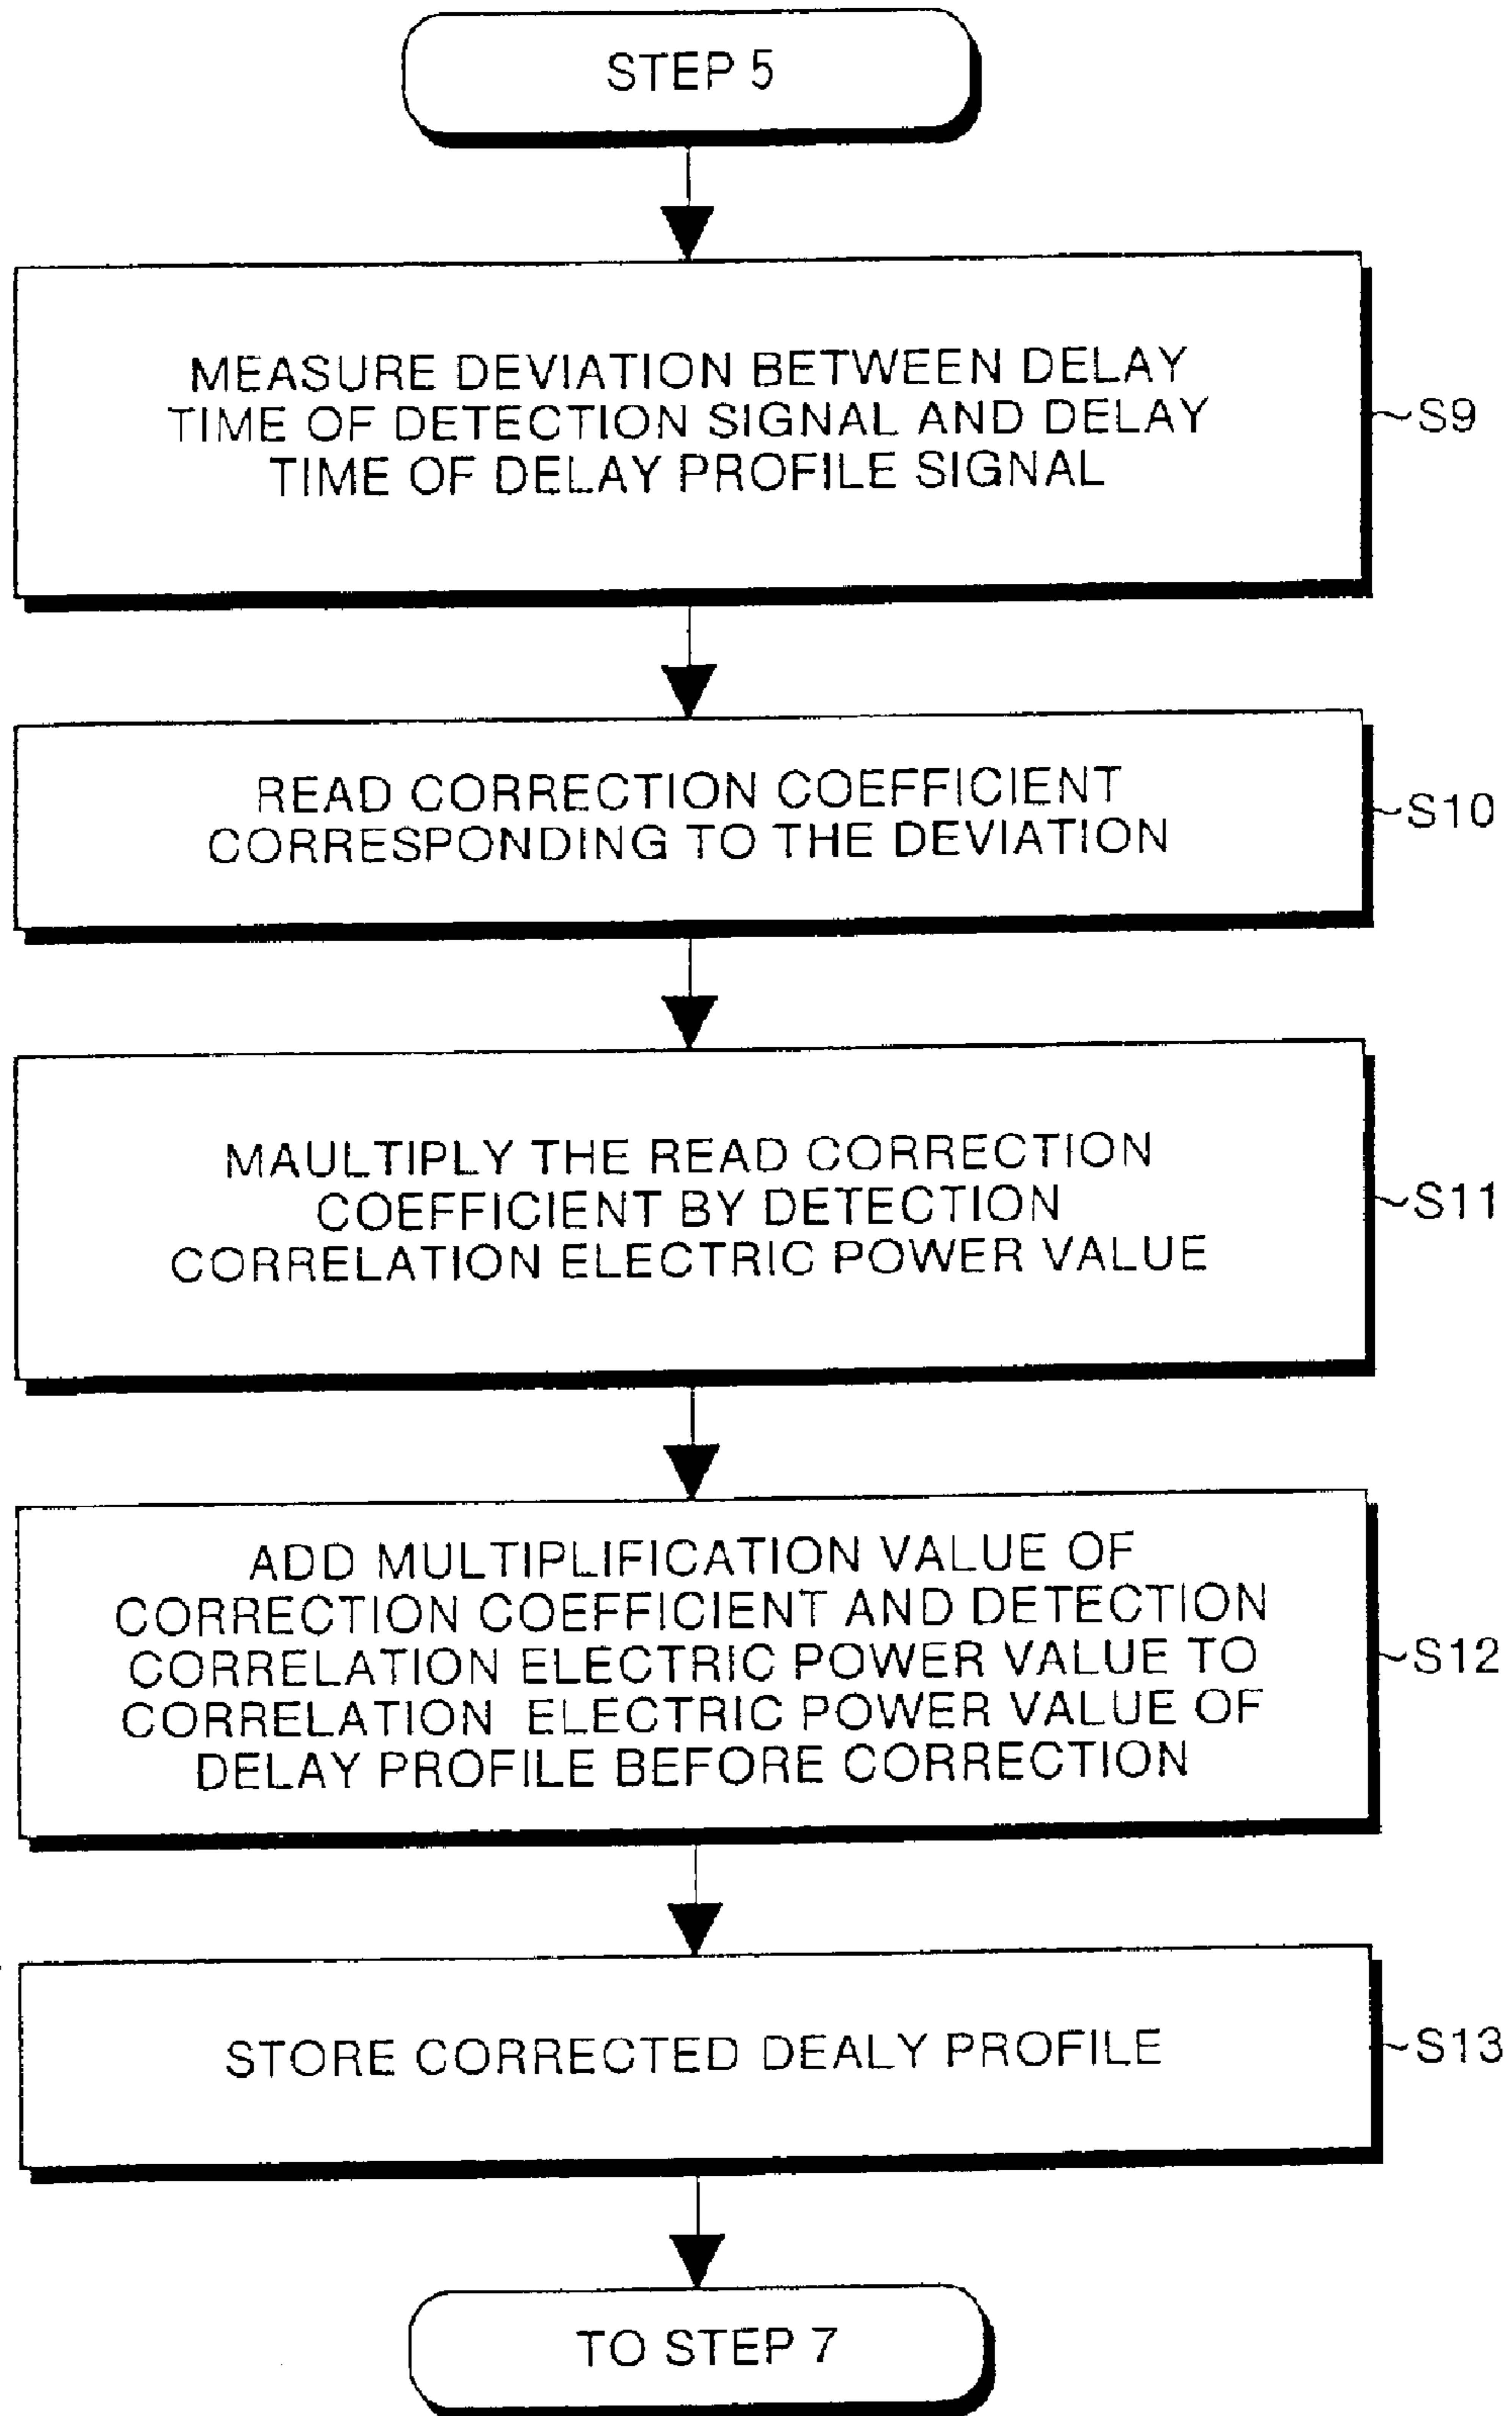 STEP 5
MEASURE DEVIATION BETWEEN DELAY
TIME OF DETECTION SIGNAL AND DELAY
TIME OF DELAY PROFILE SIGNAL
S9
READ CORRECTION COEFFICIENT
CORRESPONDING TO THE DEVIATION
S10
MAULTIPLY THE READ CORRECTION
COEFFICIENT BY DETECTION
CORRELATION ELECTRIC POWER VALUE
S11
ADD MULTIPLIFICATION VALUE OF
CORRECTION COEFFICIENT AND DETECTION
CORRELATION ELECTRIC POWER VALUE TO
CORRELATION ELECTRIC POWER VALUE OF
DELAY PROFILE BEFORE CORRECTION
S12
STORE CORRECTED DEALY PROFILE
S13
TO STEP 7